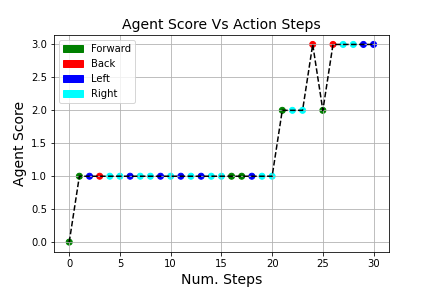 Agent Score Vs Action Steps
Forward
Back
Left
Right
Agent Score
3.0
2.5
2.0
1.5
1.0
0.5
0.0
0 5 10 15 20 25 30
Num. Steps